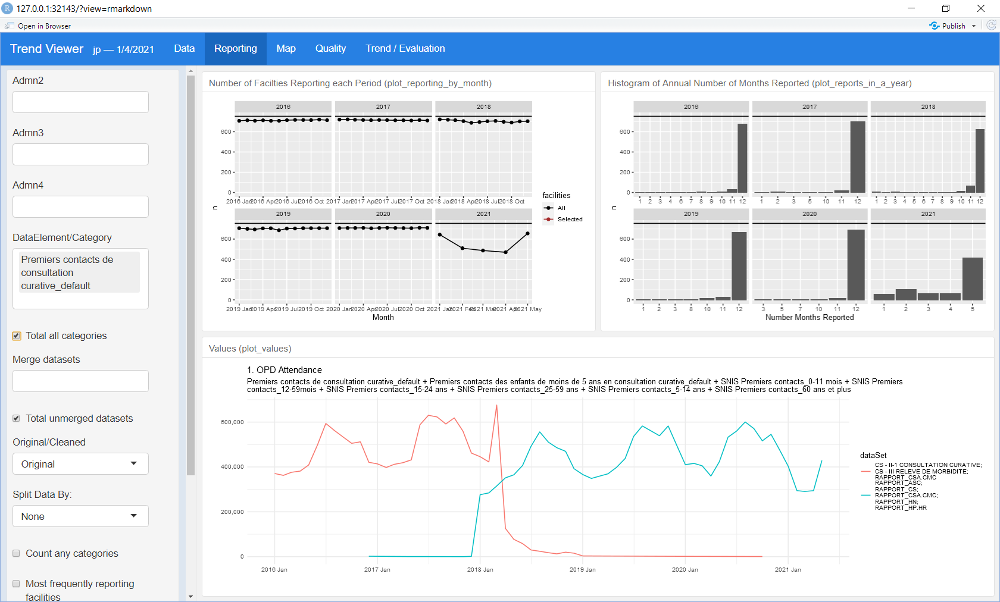 127.0.0.1:32143/?view=rmarkdown
Open in Browser
Publish
Trend Viewer jp — 1/4/2021 Data Reporting Map Quality Trend / Evaluation
Admn2
Admn3
Admn4
DataElement/Category
Premiers contacts de
consultation
curative_default
Total all categories
Merge datasets
Total unmerged datasets
Original/Cleaned
Original
Split Data By:
None
Count any categories
Most frequently reporting
facilities
Number of Facilties Reporting each Period (plot_reporting_by_month)
2016 2017 2018
600
400
200
0
2016 Jan 2016 Apr 2016 Jul 2016 Oct 2017 Jan 2017 Apr 2017 Jul 2017 Oct 2018 Jan 2018 Apr 2018 Jul 2018 Oct
n
2019 2020 2021
600
400
200
0
2019 Jan 2019 Apr 2019 Jul 2019 Oct 2020 Jan 2020 Apr 2020 Jul 2020 Oct 2021 Jan 2021 Feb 2021 Mar 2021 Apr 2021 May
Month
facilities
All
Selected
Histogram of Annual Number of Months Reported (plot_reports_in_a_year)
2016 2017 2018
600
400
200
0
1 2 3 4 6 7 8 9 10 11 12 1 2 3 5 10 11 12 1 2 3 4 5 6 7 8 9 10 11 12
n
2019 2020 2021
600
400
200
0
1 2 3 8 10 11 12 3 5 7 10 11 12 1 2 3 4 5
Number Months Reported
Values (plot_values)
1. OPD Attendance
Premiers contacts de consultation curative_default + Premiers contacts des enfants de moins de 5 ans en consultation curative_default + SNIS Premiers contacts_0-11 mois + SNIS Premiers
contacts_12-59mois + SNIS Premiers contacts_15-24 ans + SNIS Premiers contacts_25-59 ans + SNIS Premiers contacts_5-14 ans + SNIS Premiers contacts_60 ans et plus
600,000
400,000
200,000
0
2016 Jan 2017 Jan 2018 Jan 2019 Jan 2020 Jan 2021 Jan
dataSet
CS - II-1 CONSULTATION CURATIVE;
CS - III RELEVE DE MORBIDITE;
RAPPORT_CSA.CMC
RAPPORT_ASC;
RAPPORT_CS;
RAPPORT_CSA.CMC;
RAPPORT_HN;
RAPPORT_HP.HR